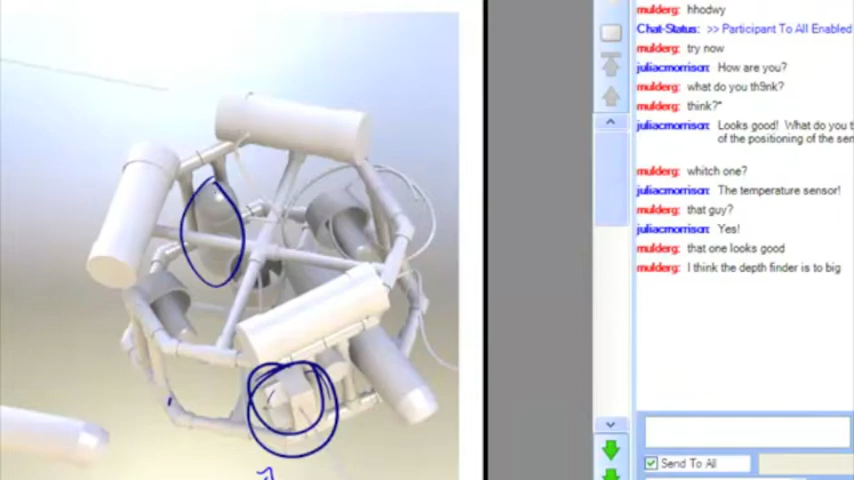 mulderg: hhodwy
Chat-Status: >> Participant To All Enabled
mulderg: try now
juliacmorrison: How are you?
mulderg: what do you th9nk?
mulderg: think?"
juliacmorrison: Looks good! What do you t
of the positioning of the sen
mulderg: whitch one?
juliacmorrison: The temperature sensor!
mulderg: that guy?
juliacmorrison: Yes!
mulderg: that one looks good
mulderg: I think the depth finder is to big
Send To All